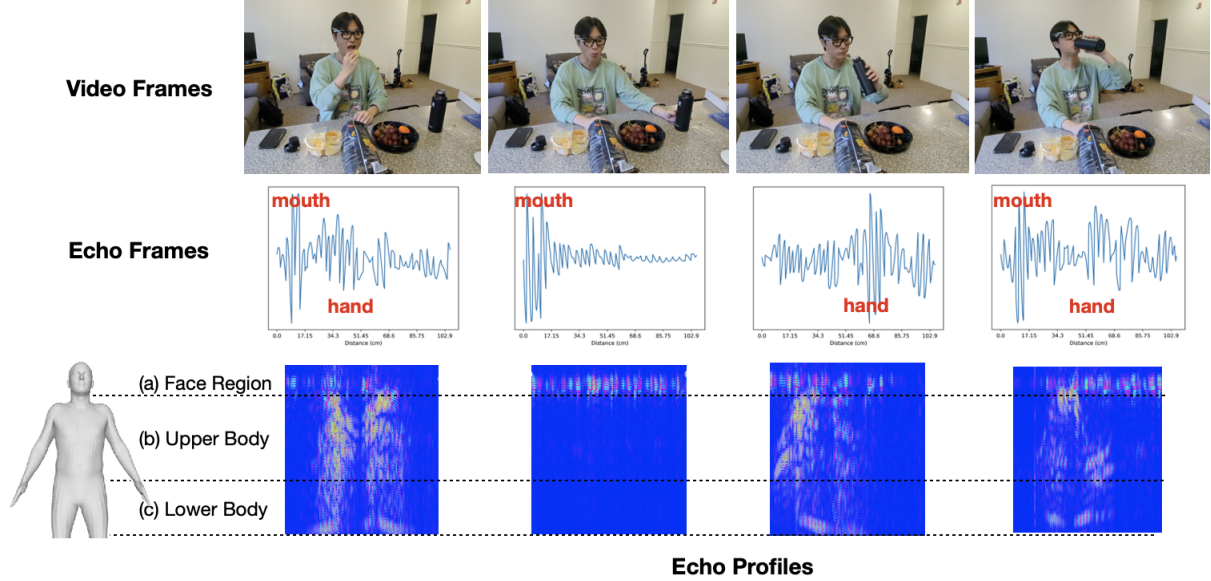 Video Frames
Echo Frames
mouth
hand
0.0 17.15 34.3 51.45 68.6 85.75 102.9
Distance (cm)
mouth
0.0 17.15 34.3 51.45 68.6 85.75 102.9
Distance (cm)
hand
0.0 17.15 34.3 51.45 68.6 85.75 102.9
Distance (cm)
mouth
hand
0.0 17.15 34.3 51.45 68.6 85.75 102.9
Distance (cm)
(a) Face Region
(b) Upper Body
(c) Lower Body
Echo Profiles